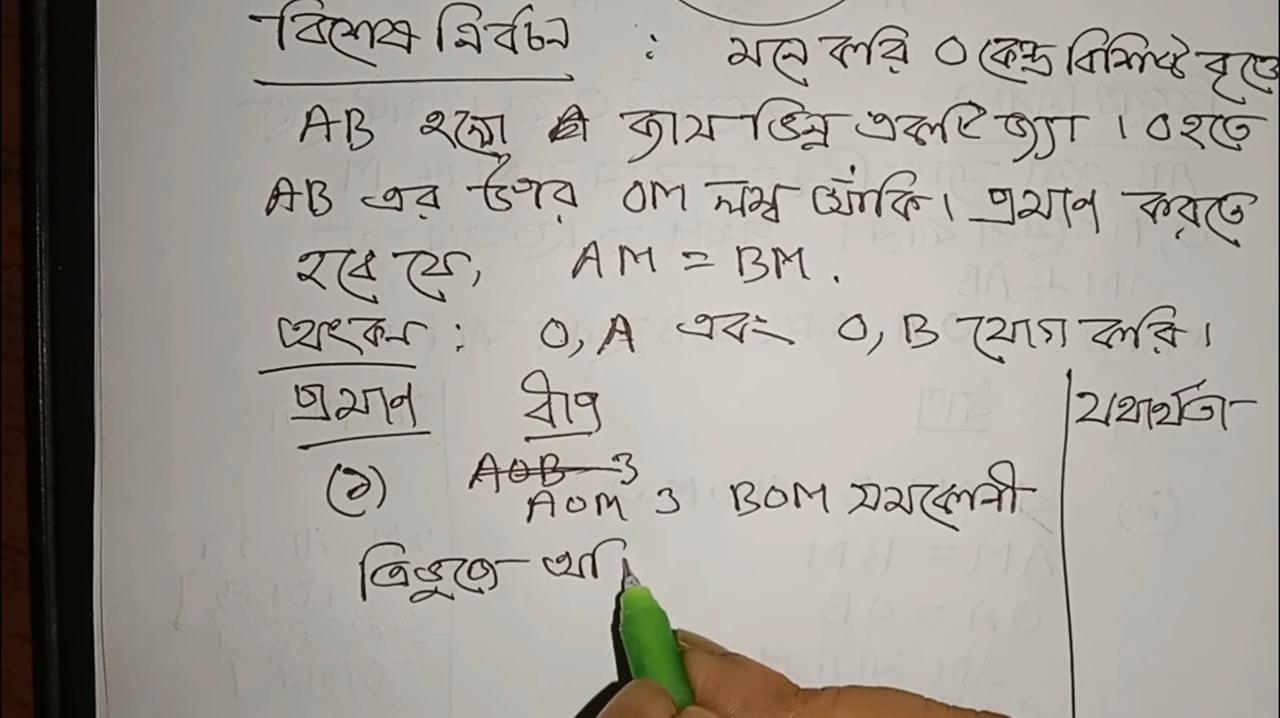 বিশেষ নির্বচন : মনে করি O কেন্দ্র বিশিষ্ট বৃত্তে
AB হলো ব্যাস ভিন্ন একটি জ্যা । O হতে
AB এর উপর OM লম্ব আঁকি। প্রমাণ করতে
হবে যে, AM = BM .
অংকন : O, A এবং O, B যোগ করি।
প্রমাণ ধাপ যথার্থতা
(১) AOB ও
AOM ও BOM সমকোণী
ত্রিভুজে অতি